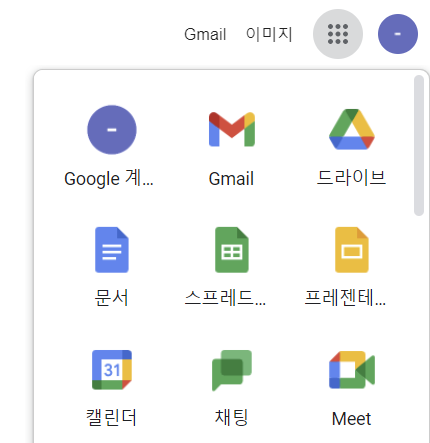 Gmail 이미지
-
-
Google 계...
Gmail
드라이브
문서
스프레드...
프레젠테...
31
캘린더
채팅
Meet